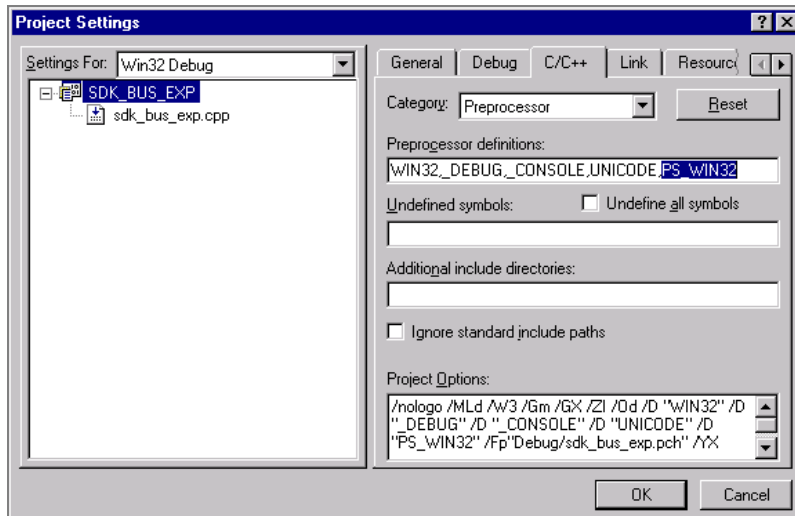 Project Settings
Settings For: Win32 Debug
SDK_BUS_EXP
sdk_bus_exp.cpp
General Debug C/C++ Link Resourc
Category: Preprocessor Reset
Preprocessor definitions:
WIN32,_DEBUG,_CONSOLE,UNICODE,PS_WIN32
Undefined symbols: Undefine all symbols
Additional include directories:
Ignore standard include paths
Project Options:
/nologo /MLd /W3 /Gm /GX /ZI /Od /D "WIN32" /D
"_DEBUG" /D "_CONSOLE" /D "UNICODE" /D
"PS_WIN32" /Fp"Debug/sdk_bus_exp.pch" /YX
OK Cancel